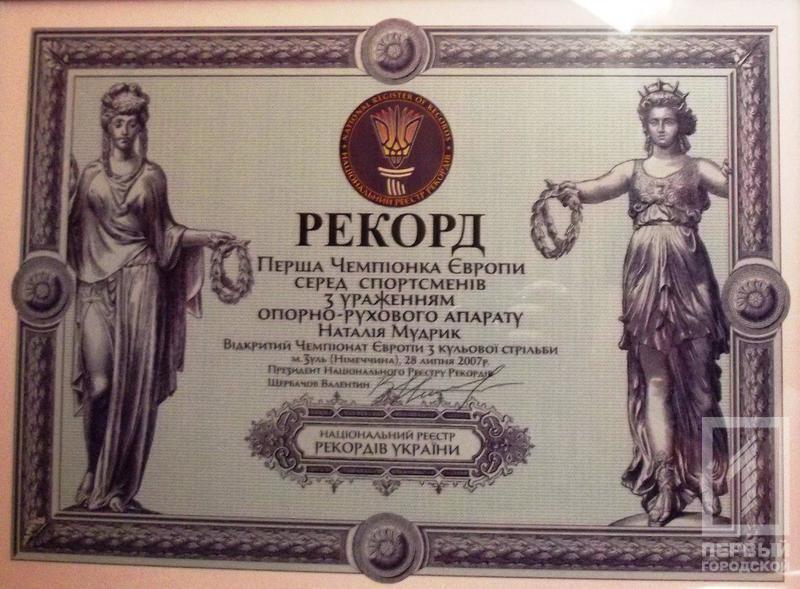 NATIONAL REGISTER OF RECORDS
НАЦІОНАЛЬНИЙ РЕЄСТР РЕКОРДІВ
РЕКОРД
Перша Чемпіонка Європи
серед спортсменів
з ураженням
опорно-рухового апарату
Наталія Мудрик
Відкритий Чемпіонат Європи з кульової стрільби
м.Зуль (Німеччина), 28 липня 2007р.
Президент Національного Реєстру Рекордів
Щербачов Валентин
НАЦІОНАЛЬНИЙ РЕЄСТР
РЕКОРДІВ УКРАЇНИ
ПЕРВЫЙ
ГОРОДСКОЙ